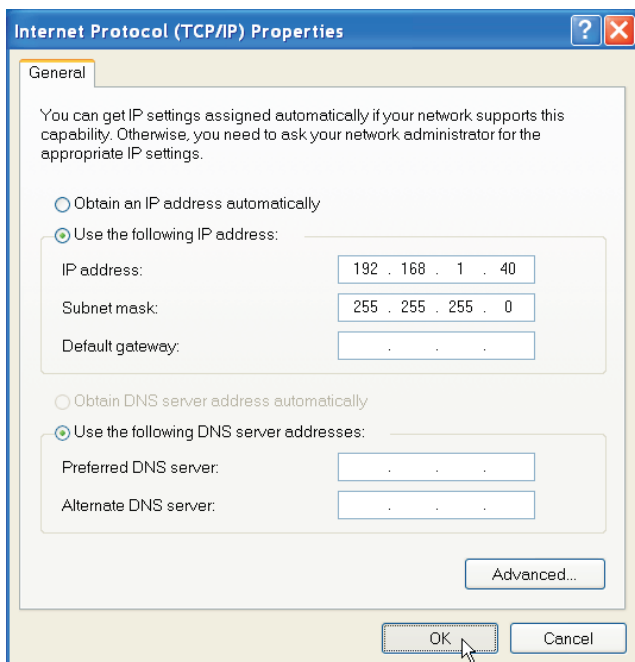 Internet Protocol (TCP/IP) Properties
General
You can get IP settings assigned automatically if your network supports this
capability. Otherwise, you need to ask your network administrator for the
appropriate IP settings.
Obtain an IP address automatically
Use the following IP address:
IP address: 192 . 168 . 1 . 40
Subnet mask: 255 . 255 . 255 . 0
Default gateway: . . .
Obtain DNS server address automatically
Use the following DNS server addresses:
Preferred DNS server: . . .
Alternate DNS server: . . .
Advanced...
OK Cancel